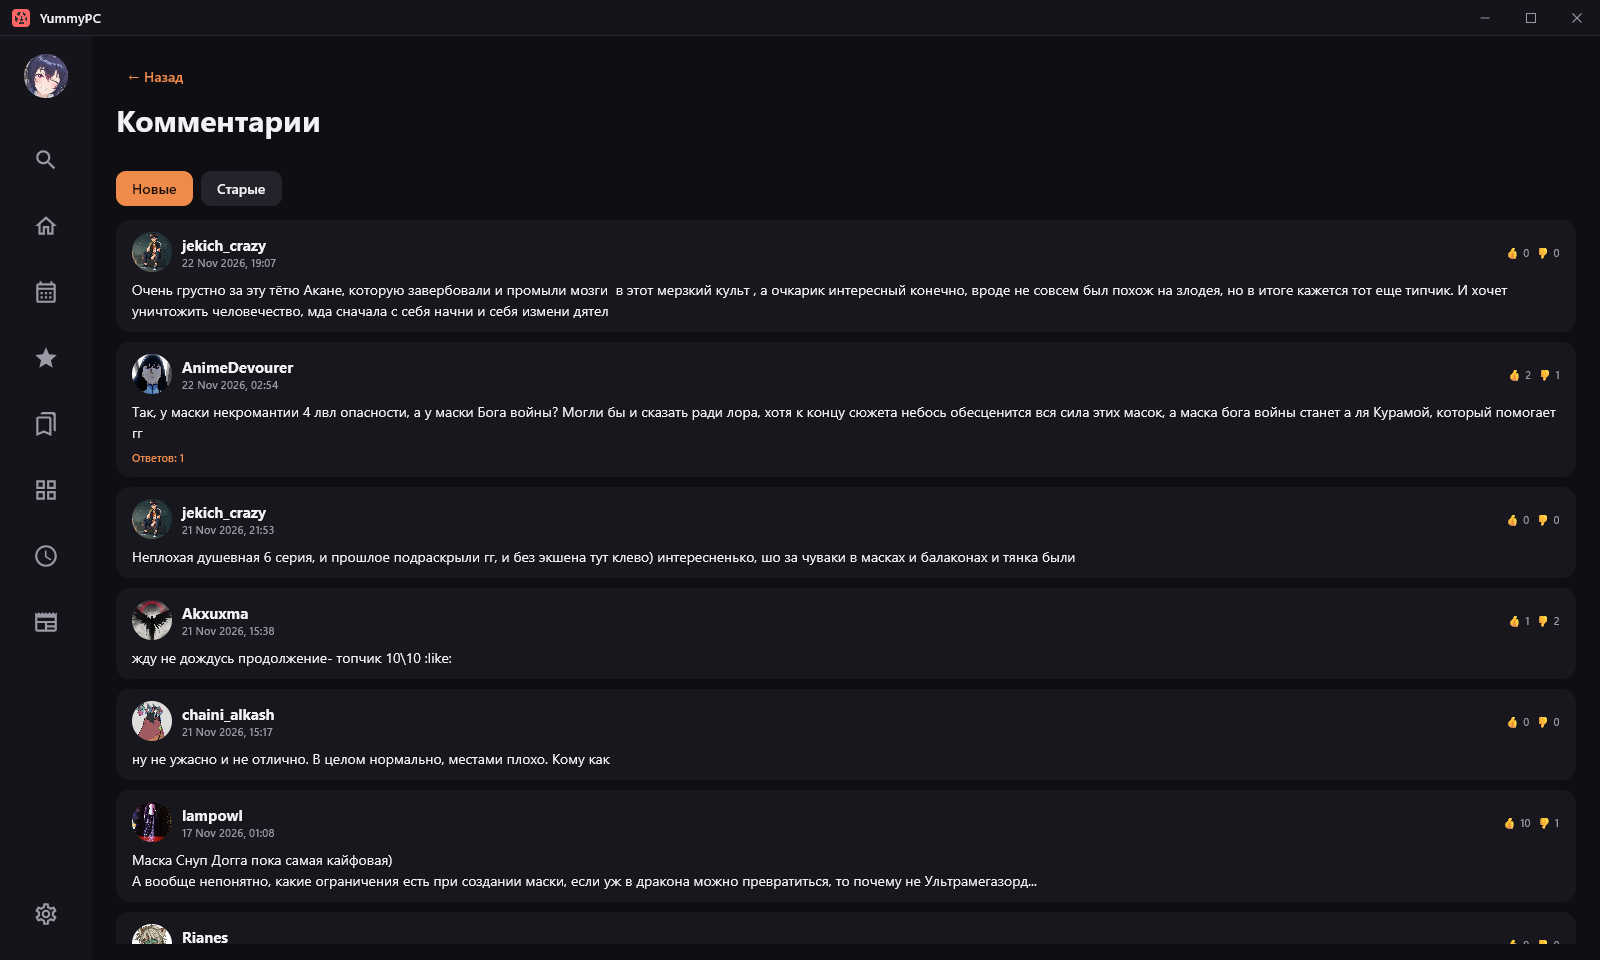 YummyPC
← Назад
Комментарии
Новые
Старые
jekich_crazy
22 Nov 2026, 19:07
👍 0 👎 0
Очень грустно за эту тётю Акане, которую завербовали и промыли мозги  в этот мерзкий культ , а очкарик интересный конечно, вроде не совсем был похож на злодея, но в итоге кажется тот еще типчик. И хочет
уничтожить человечество, мда сначала с себя начни и себя измени дятел
AnimeDevourer
22 Nov 2026, 02:54
👍 2 👎 1
Так, у маски некромантии 4 лвл опасности, а у маски Бога войны? Могли бы и сказать ради лора, хотя к концу сюжета небось обесценится вся сила этих масок, а маска бога войны станет а ля Курамой, который помогает
гг
Ответов: 1
jekich_crazy
21 Nov 2026, 21:53
👍 0 👎 0
Неплохая душевная 6 серия, и прошлое подраскрыли гг, и без экшена тут клево) интересненько, шо за чуваки в масках и балаконах и тянка были
Akxuxma
21 Nov 2026, 15:38
👍 1 👎 2
жду не дождусь продолжение- топчик 10\10 :like:
chaini_alkash
21 Nov 2026, 15:17
👍 0 👎 0
ну не ужасно и не отлично. В целом нормально, местами плохо. Кому как
lampowl
17 Nov 2026, 01:08
👍 10 👎 1
Маска Снуп Догга пока самая кайфовая)
А вообще непонятно, какие ограничения есть при создании маски, если уж в дракона можно превратиться, то почему не Ультрамегазорд...
Rianes